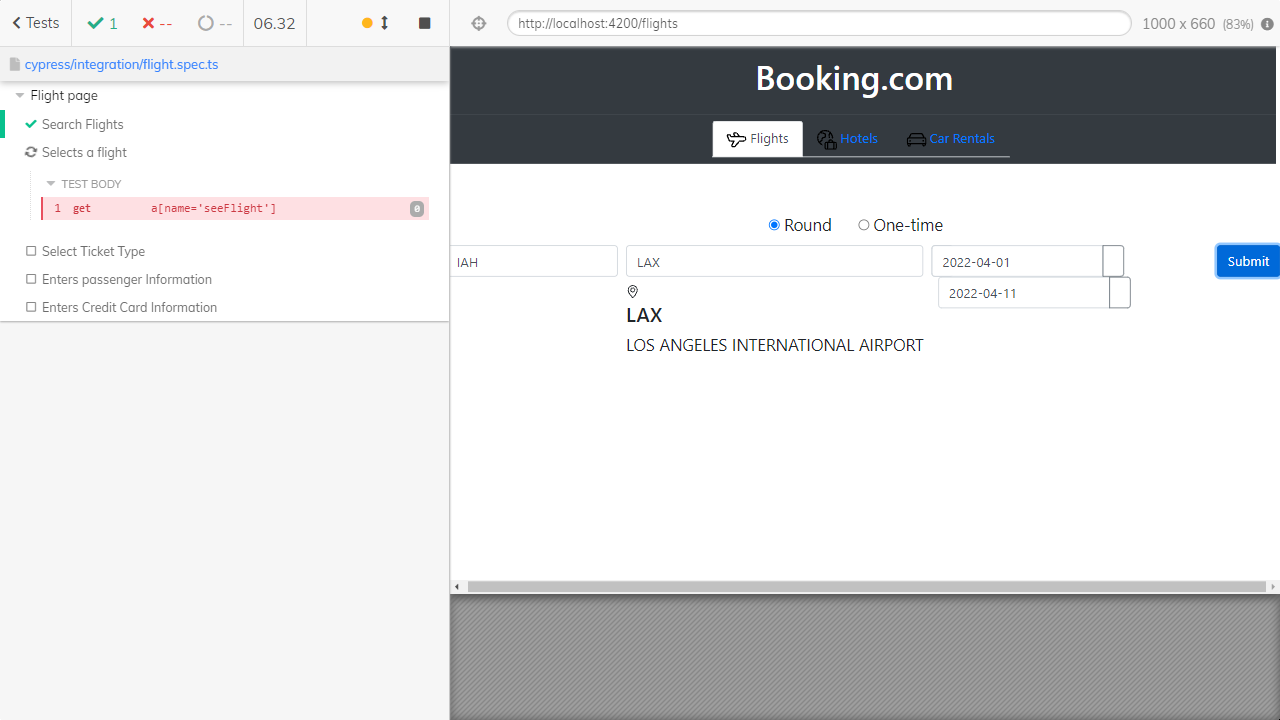 Tests 1 -- -- 06.32
http://localhost:4200/flights 1000 x 660 (83%)
cypress/integration/flight.spec.ts
Flight page
Search Flights
Selects a flight
TEST BODY
1 get a[name='seeFlight'] 0
Select Ticket Type
Enters passenger Information
Enters Credit Card Information
Booking.com
Flights Hotels Car Rentals
Round One-time
IAH LAX 2022-04-01 Submit
2022-04-11
LAX
LOS ANGELES INTERNATIONAL AIRPORT